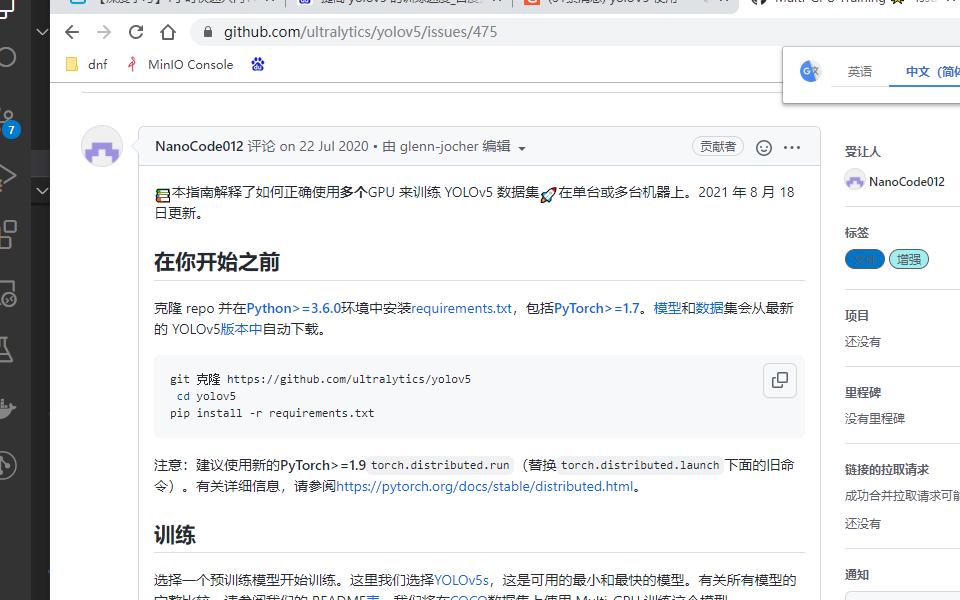 github.com/ultralytics/yolov5/issues/475
dnf MinIO Console
英语 中文（简体
7
NanoCode012 评论 on 22 Jul 2020 • 由 glenn-jocher 编辑
贡献者
📚本指南解释了如何正确使用多个GPU 来训练 YOLOv5 数据集🚀在单台或多台机器上。2021 年 8 月 18
日更新。
在你开始之前
克隆 repo 并在Python>=3.6.0环境中安装requirements.txt，包括PyTorch>=1.7。模型和数据集会从最新
的 YOLOv5版本中自动下载。
git 克隆 https://github.com/ultralytics/yolov5
cd yolov5
pip install -r requirements.txt
注意：建议使用新的PyTorch>=1.9 torch.distributed.run （替换 torch.distributed.launch 下面的旧命
令）。有关详细信息，请参阅https://pytorch.org/docs/stable/distributed.html。
训练
选择一个预训练模型开始训练。这里我们选择YOLOv5s，这是可用的最小和最快的模型。有关所有模型的
受让人
NanoCode012
标签
增强
项目
还没有
里程碑
没有里程碑
链接的拉取请求
成功合并拉取请求可能
还没有
通知